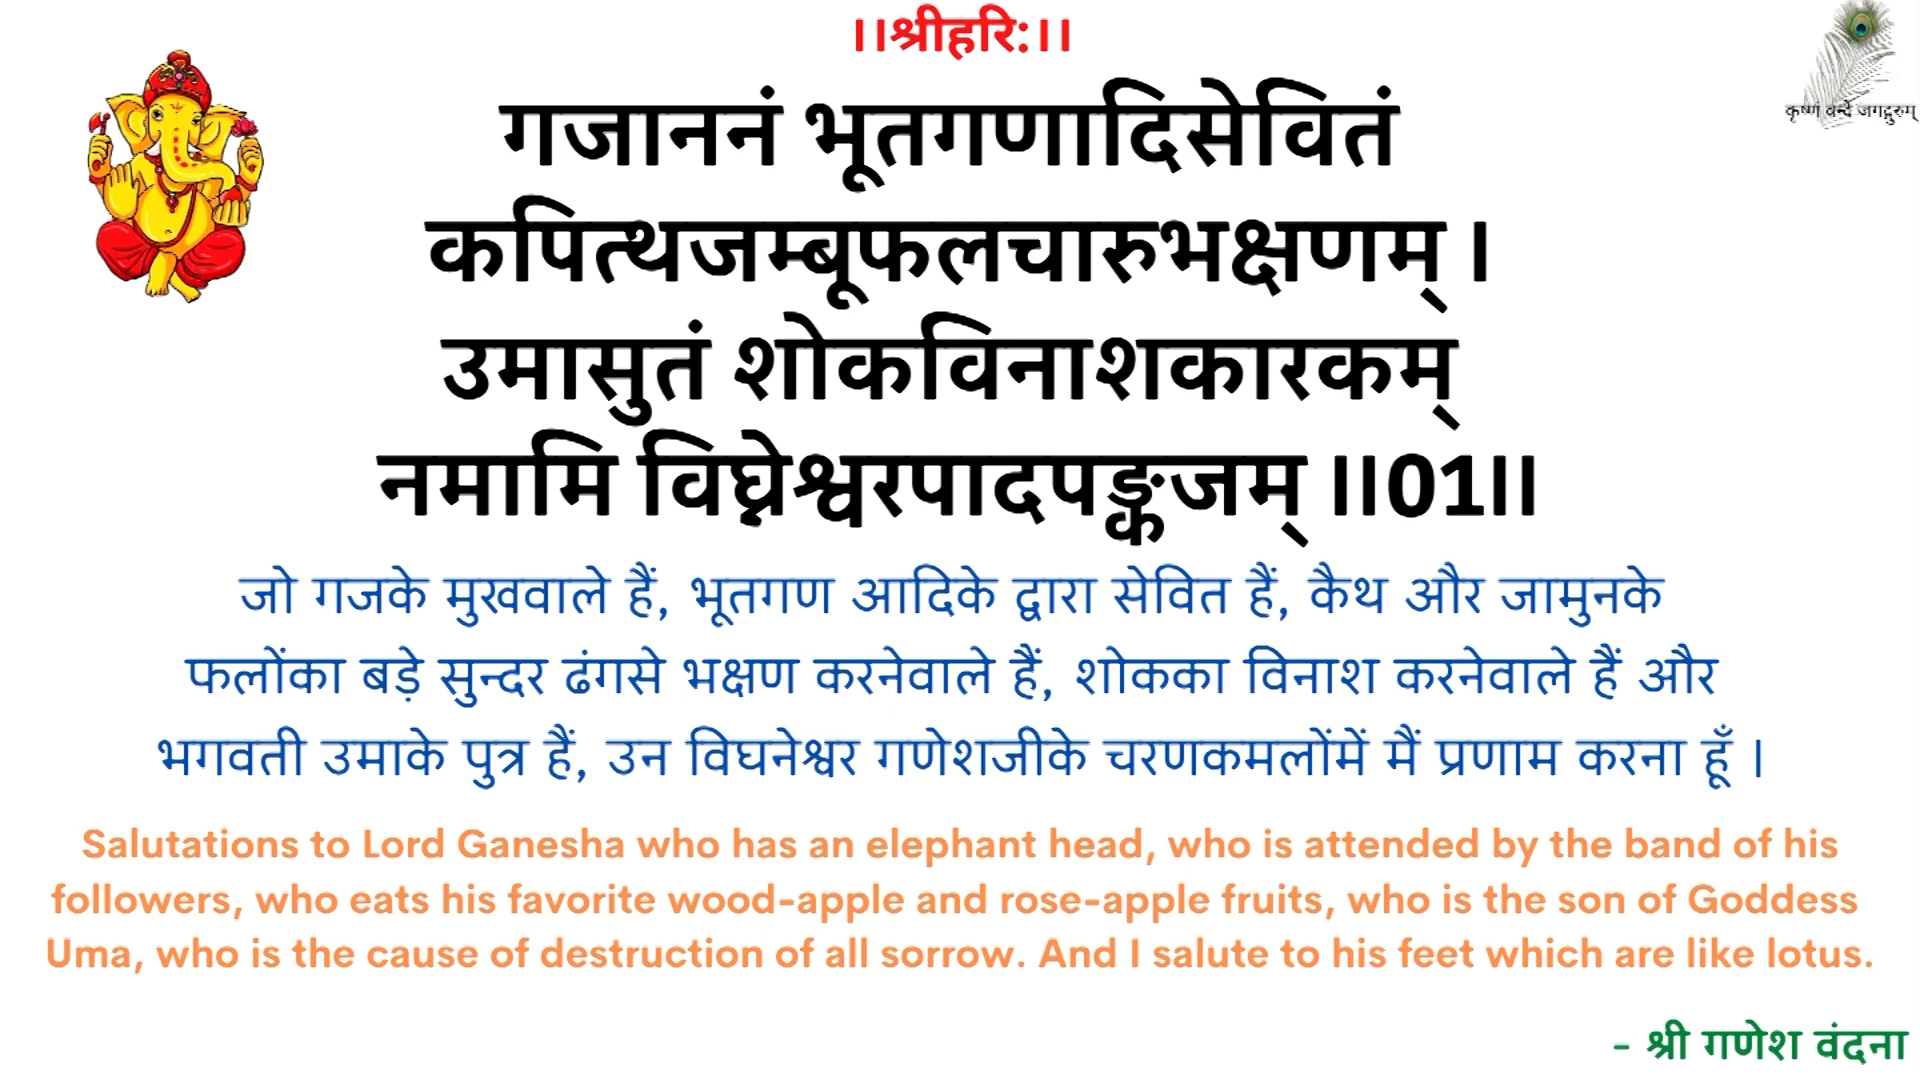 ।।श्रीहरि:।।
कृष्णं वन्दे जगद्गुरुम्
गजाननं भूतगणादिसेवितं
कपित्थजम्बूफलचारुभक्षणम् ।
उमासुतं शोकविनाशकारकम्
नमामि विघ्नेश्वरपादपङ्कजम् ।।01।।
जो गजके मुखवाले हैं, भूतगण आदिके द्वारा सेवित हैं, कैथ और जामुनके
फलोंका बड़े सुन्दर ढंगसे भक्षण करनेवाले हैं, शोकका विनाश करनेवाले हैं और
भगवती उमाके पुत्र हैं, उन विघनेश्वर गणेशजीके चरणकमलोंमें मैं प्रणाम करना हूँ ।
Salutations to Lord Ganesha who has an elephant head, who is attended by the band of his
followers, who eats his favorite wood-apple and rose-apple fruits, who is the son of Goddess
Uma, who is the cause of destruction of all sorrow. And I salute to his feet which are like lotus.
- श्री गणेश वंदना